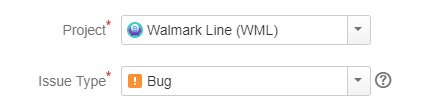 Project* Walmark Line (WML)
Issue Type* Bug